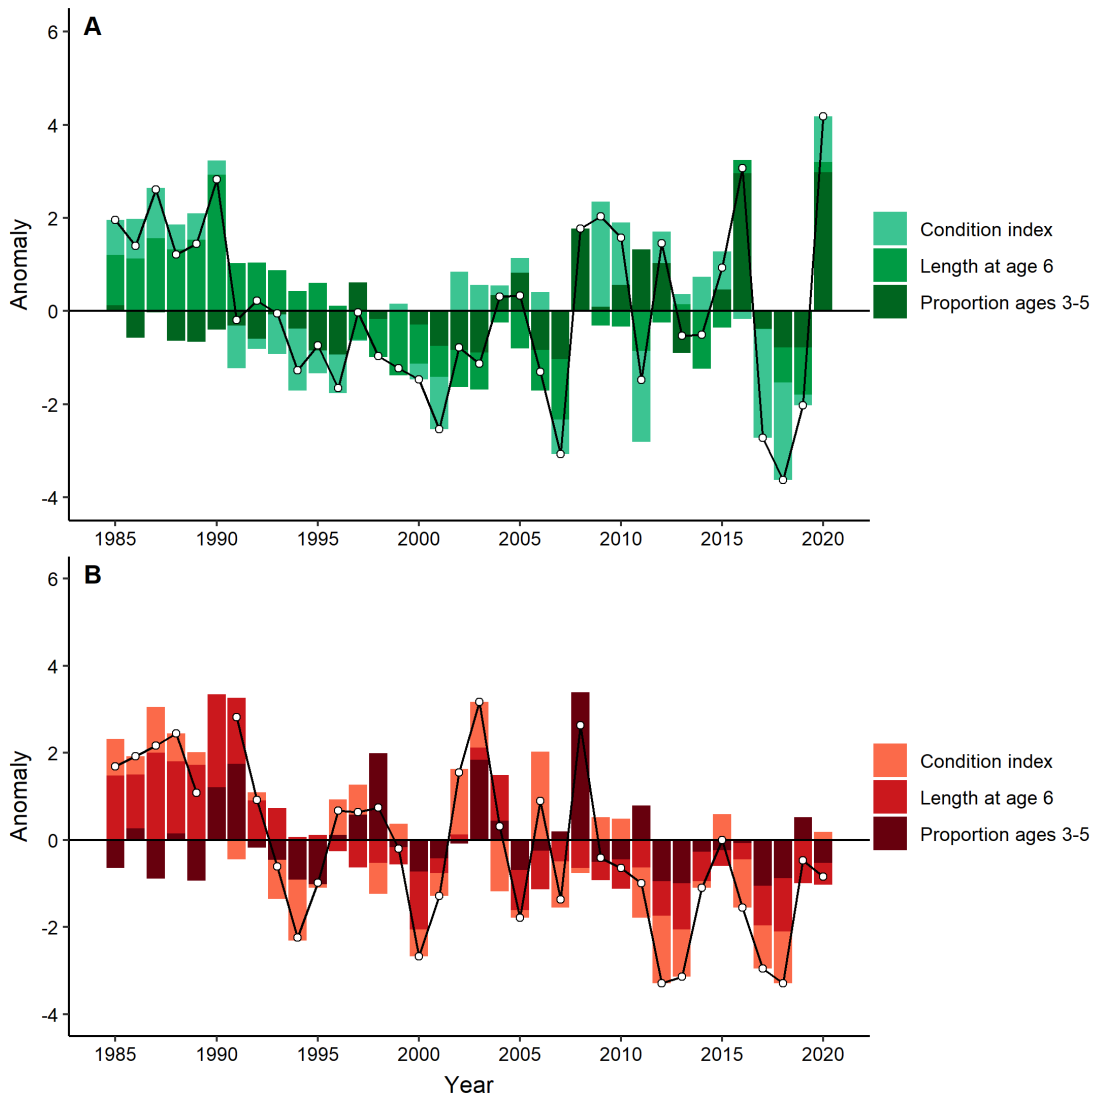 A
6
4
2
0
-2
-4
Anomaly
1985 1990 1995 2000 2005 2010 2015 2020
Condition index
Length at age 6
Proportion ages 3-5
B
6
4
2
0
-2
-4
Anomaly
1985 1990 1995 2000 2005 2010 2015 2020
Year
Condition index
Length at age 6
Proportion ages 3-5